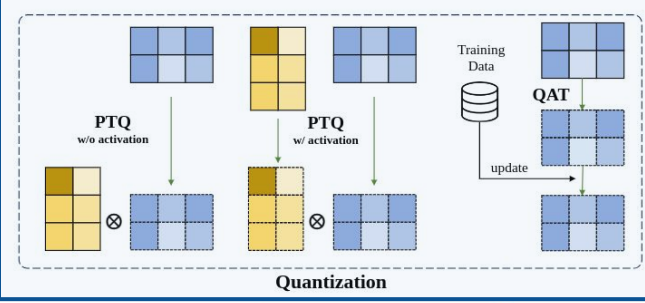 PTQ
w/o activation
PTQ
w/ activation
Training
Data
QAT
update
Quantization